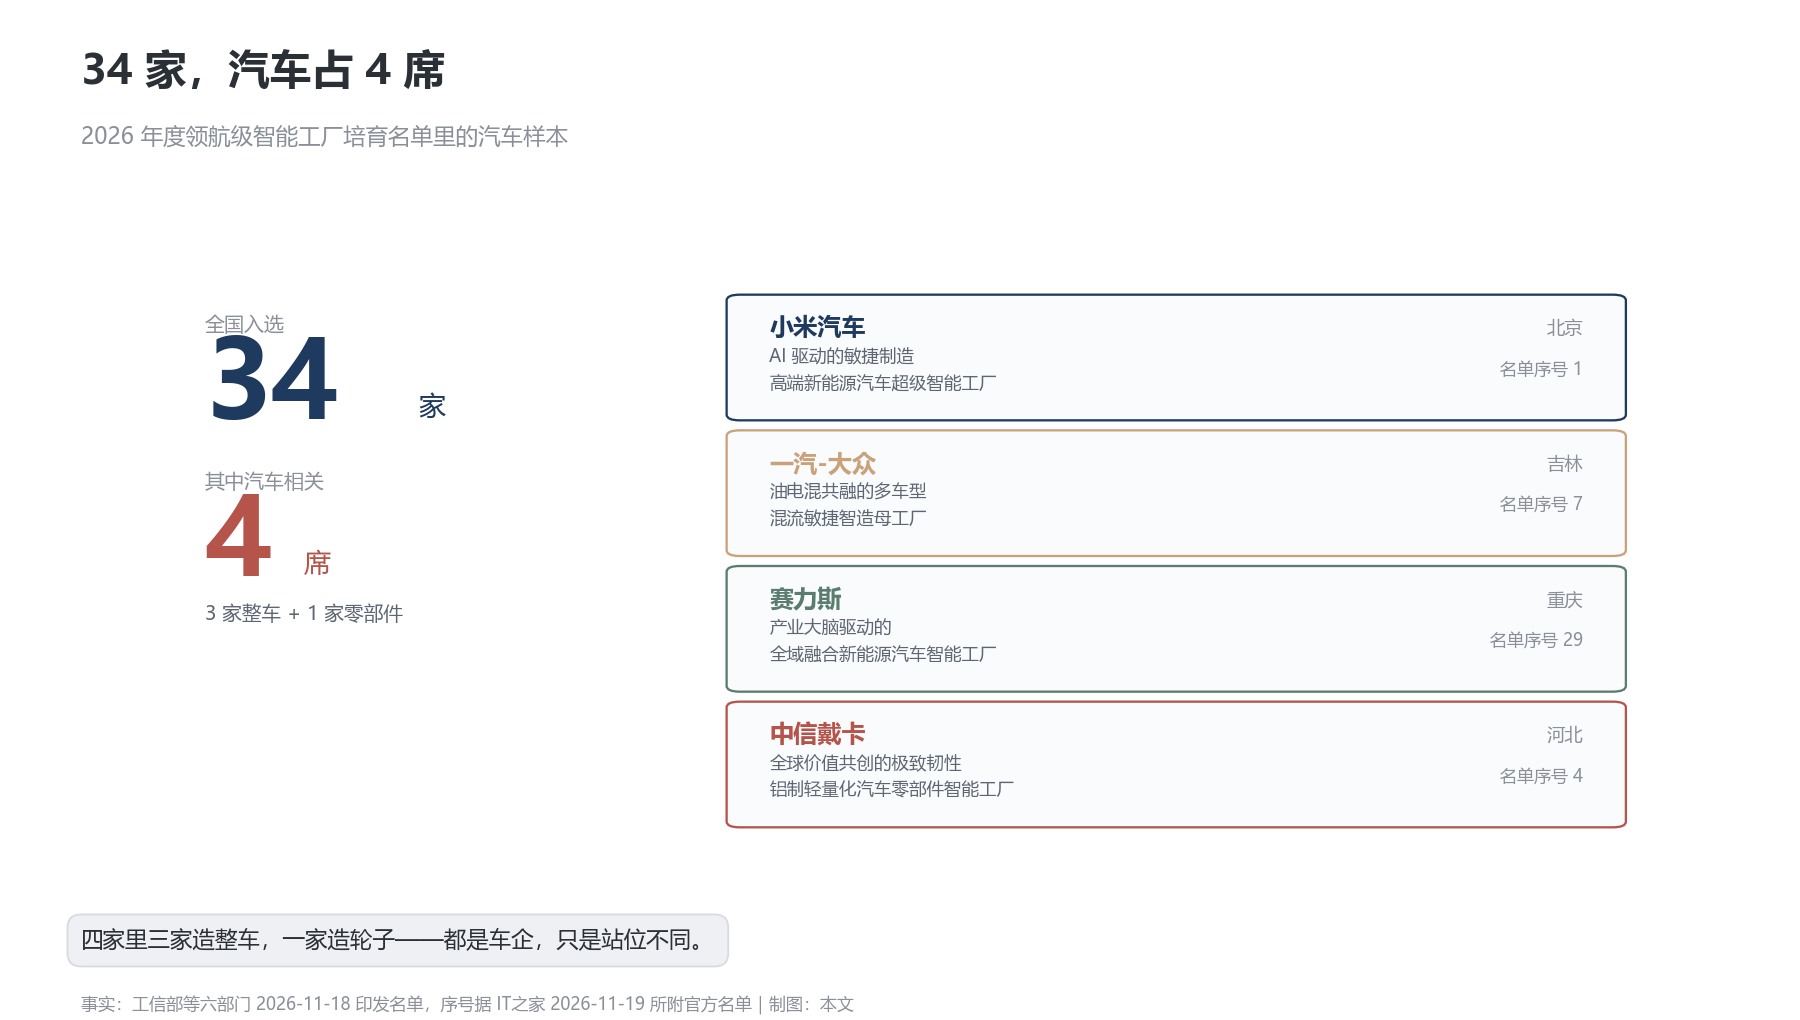 34 家，汽车占 4 席
2026 年度领航级智能工厂培育名单里的汽车样本
全国入选
34 家
其中汽车相关
4 席
3 家整车 + 1 家零部件
小米汽车
北京
AI 驱动的敏捷制造
名单序号 1
高端新能源汽车超级智能工厂
一汽-大众
吉林
油电混共融的多车型
名单序号 7
混流敏捷智造母工厂
赛力斯
重庆
产业大脑驱动的
名单序号 29
全域融合新能源汽车智能工厂
中信戴卡
河北
全球价值共创的极致韧性
名单序号 4
铝制轻量化汽车零部件智能工厂
四家里三家造整车，一家造轮子——都是车企，只是站位不同。
事实：工信部等六部门 2026-11-18 印发名单，序号据 IT之家 2026-11-19 所附官方名单 | 制图：本文